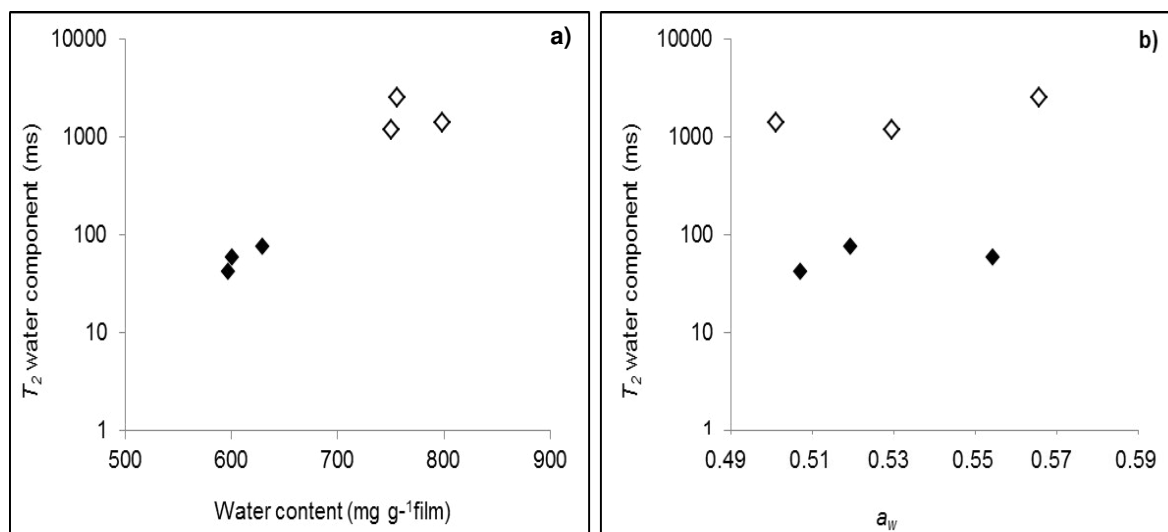 a)
10000
1000
100
10
1
T₂ water component (ms)
500 600 700 800 900
Water content (mg g-¹film)
b)
10000
1000
100
10
1
T₂ water component (ms)
0.49 0.51 0.53 0.55 0.57 0.59
a_w